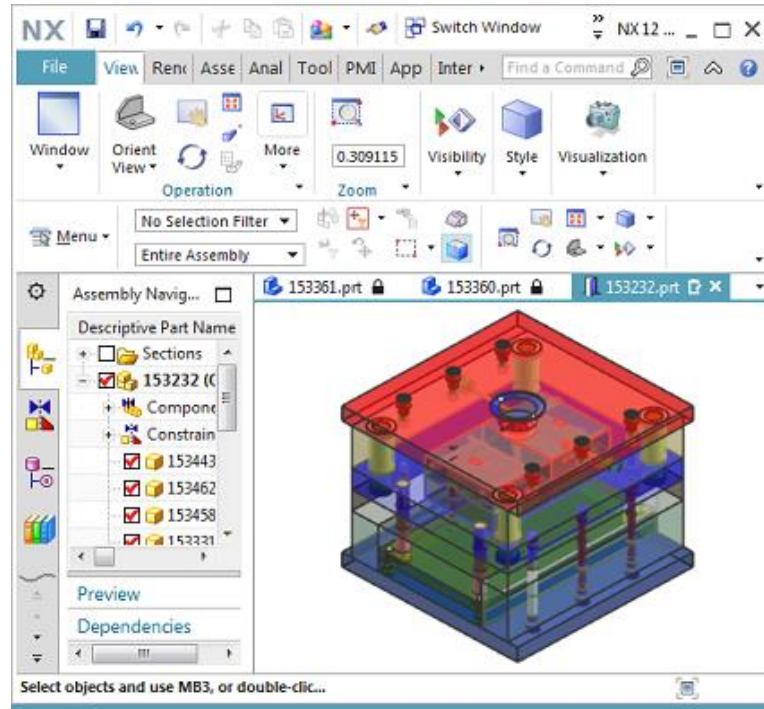 NX Switch Window NX 12 ...
File View Rend Asse Anal Tool PMI App Inter Find a Command
Window Orient View More 0.309115 Visibility Style Visualization
Operation Zoom
Menu No Selection Filter
Entire Assembly
Assembly Navig... 153361.prt 153360.prt 153232.prt
Descriptive Part Name
Sections
153232 (C
Compone
Constrain
153443
153462
153458
153331
Preview
Dependencies
Select objects and use MB3, or double-clic...